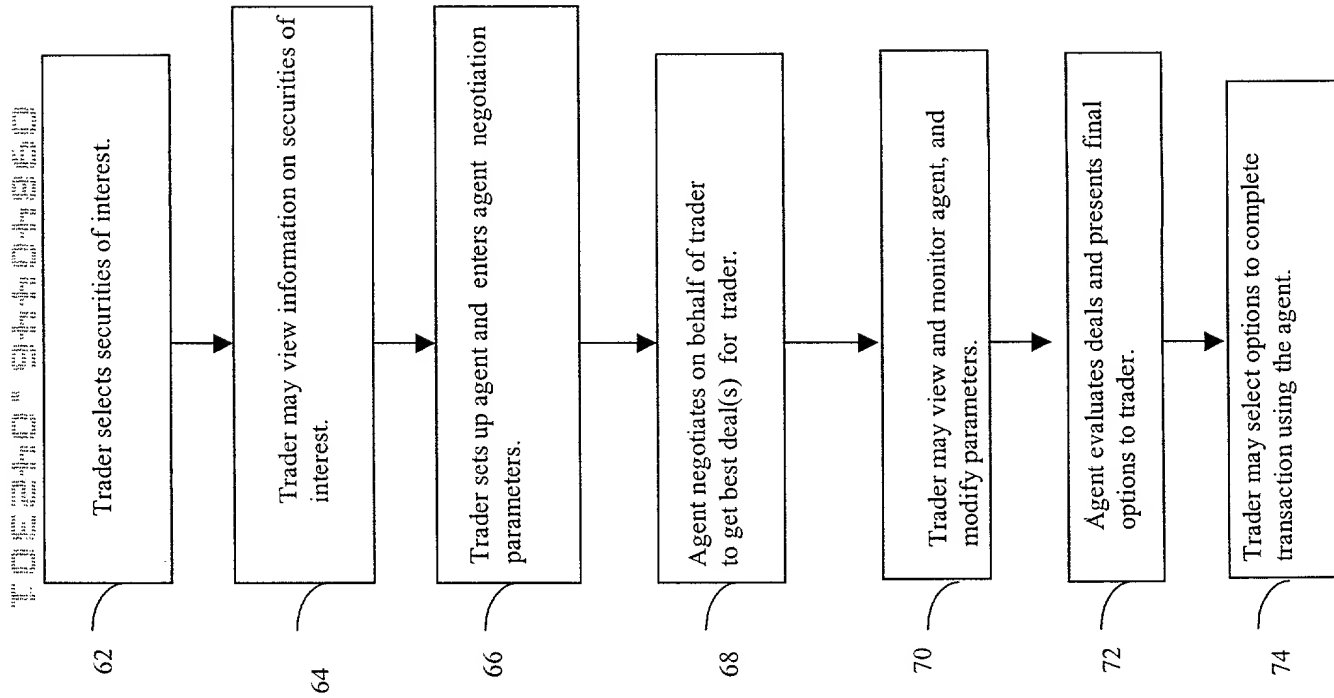 62
Trader selects securities of interest.
64
Trader may view information on securities of
interest.
66
Trader sets up agent and enters agent negotiation
parameters.
68
Agent negotiates on behalf of trader
to get best deal(s) for trader.
70
Trader may view and monitor agent, and
modify parameters.
72
Agent evaluates deals and presents final
options to trader.
74
Trader may select options to complete
transaction using the agent.